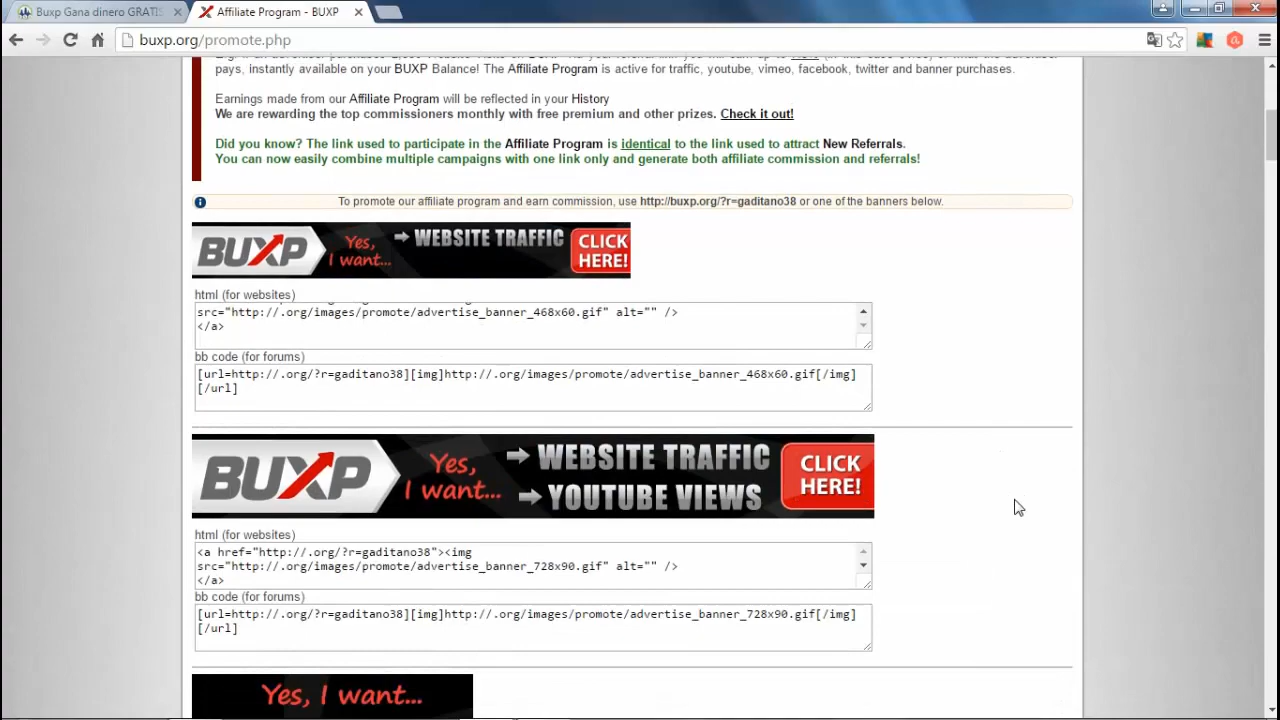 Buxp Gana dinero GRATIS
Affiliate Program - BUXP
buxp.org/promote.php
pays, instantly available on your BUXP Balance! The Affiliate Program is active for traffic, youtube, vimeo, facebook, twitter and banner purchases.
Earnings made from our Affiliate Program will be reflected in your History
We are rewarding the top commissioners monthly with free premium and other prizes. Check it out!
Did you know? The link used to participate in the Affiliate Program is identical to the link used to attract New Referrals.
You can now easily combine multiple campaigns with one link only and generate both affiliate commission and referrals!
To promote our affiliate program and earn commission, use http://buxp.org/?r=gaditano38 or one of the banners below.
BUXP Yes, I want... WEBSITE TRAFFIC CLICK HERE!
html (for websites)
src="http://.org/images/promote/advertise_banner_468x60.gif" alt="" />
</a>
bb code (for forums)
[url=http://.org/?r=gaditano38][img]http://.org/images/promote/advertise_banner_468x60.gif[/img]
[/url]
BUXP Yes, I want... WEBSITE TRAFFIC YOUTUBE VIEWS CLICK HERE!
html (for websites)
<a href="http://.org/?r=gaditano38"><img
src="http://.org/images/promote/advertise_banner_728x90.gif" alt="" />
</a>
bb code (for forums)
[url=http://.org/?r=gaditano38][img]http://.org/images/promote/advertise_banner_728x90.gif[/img]
[/url]
Yes, I want...